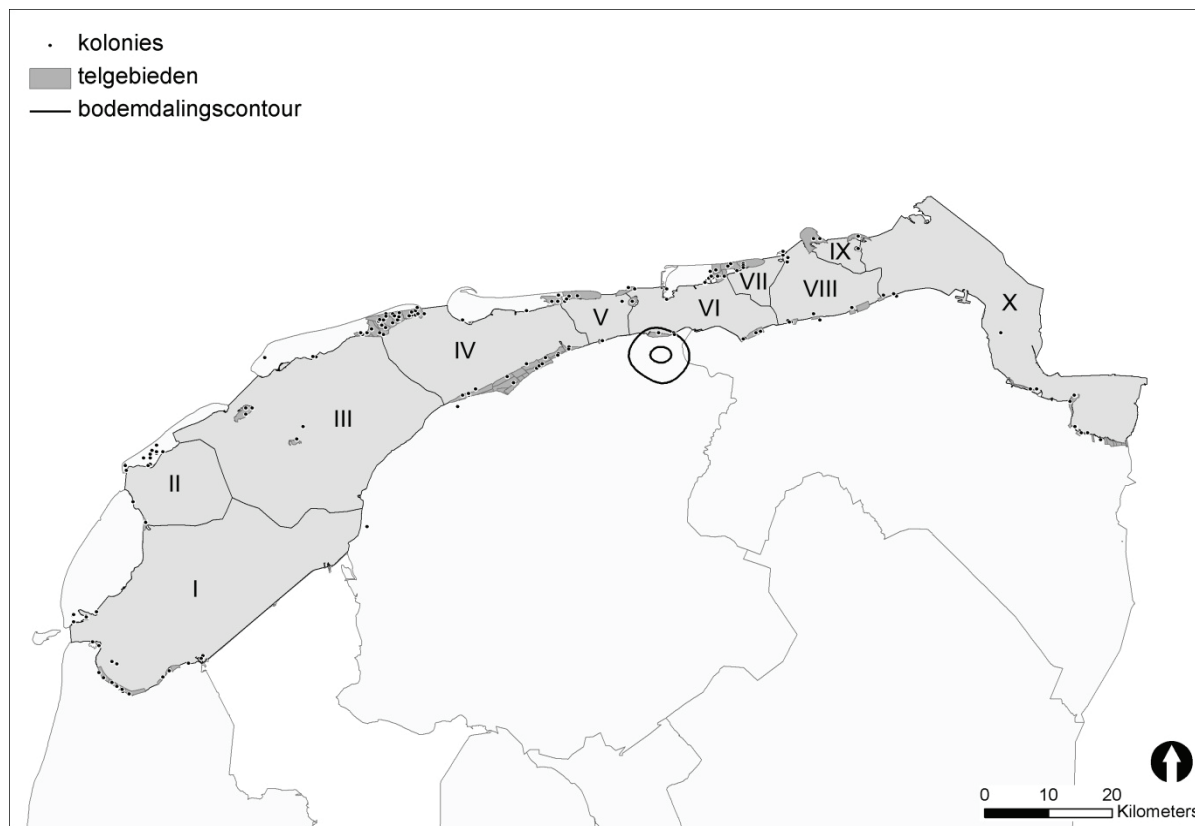 kolonies
telgebieden
bodemdalingscontour
IX
VII
VIII
X
V
VI
IV
III
II
I
0 10 20
Kilometers